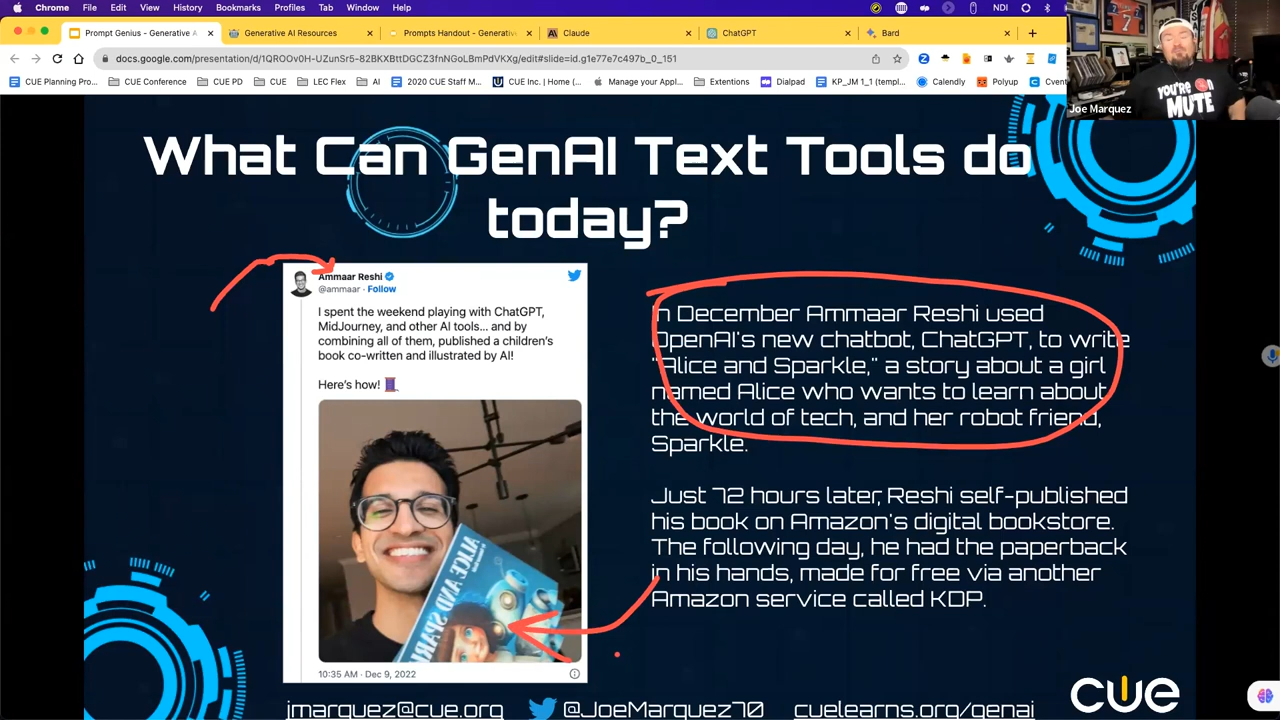 Chrome File Edit View History Bookmarks Profiles Tab Window Help
NDI
Prompt Genius - Generative A
Generative AI Resources
Prompts Handout - Generative
Claude
ChatGPT
Bard
docs.google.com/presentation/d/1QROOv0H-UZunSr5-82BKXBttDaCZ3fnNGoLBmPdVKXg/edit#slide=id.g1e77e7c497b_0_151
CUE Planning Pro...
CUE Conference
CUE PD
CUE
LEC Flex
AI
2020 CUE Staff M...
CUE Inc. | Home (...
Manage your Appl...
Extentions
Dialpad
KP_JM 1_1 (templ...
Calendly
Polyup
Cvent
YOU'RE ON
MUTE
Joe Marquez
What Can GenAI Text Tools do
today?
Ammaar Reshi
@ammaar · Follow
I spent the weekend playing with ChatGPT,
MidJourney, and other AI tools... and by
combining all of them, published a children's
book co-written and illustrated by AI!
Here's how!
ALICE AND SPARKLE
10:35 AM · Dec 9, 2022
In December Ammaar Reshi used
OpenAI's new chatbot, ChatGPT, to write
"Alice and Sparkle," a story about a girl
named Alice who wants to learn about
the world of tech, and her robot friend,
Sparkle.
Just 72 hours later, Reshi self-published
his book on Amazon's digital bookstore.
The following day, he had the paperback
in his hands, made for free via another
Amazon service called KDP.
jmarquez@cue.org
@JoeMarquez70
cuelearns.org/genai
cue